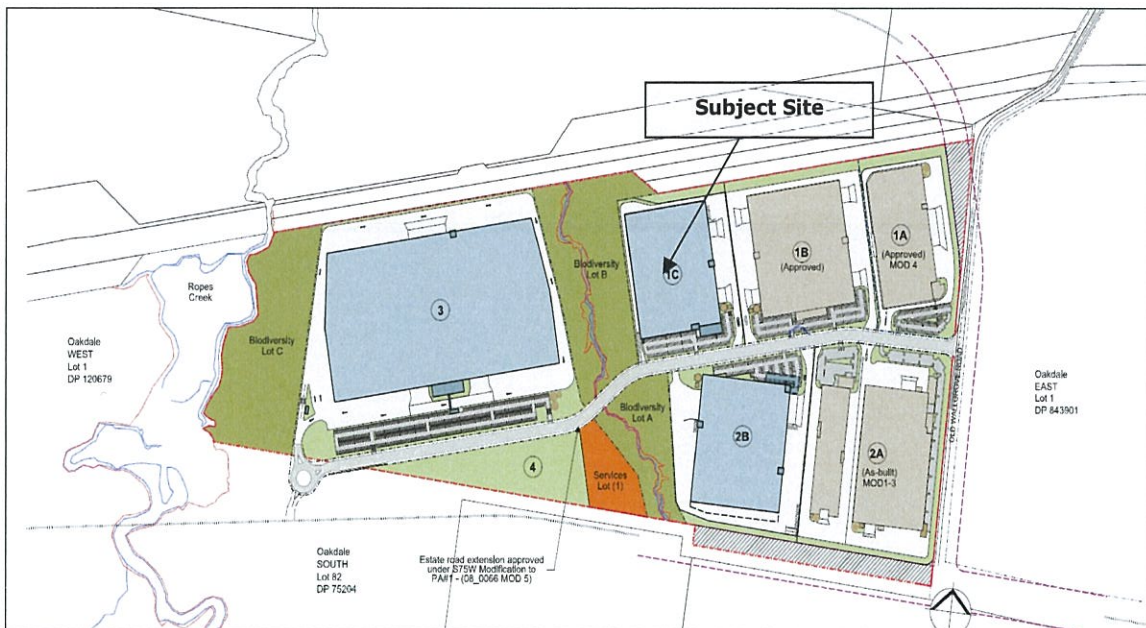 Subject Site
1A
(Approved)
MOD 4
1B
(Approved)
1C
Biodiversity
Lot B
3
Ropes
Creek
Biodiversity
Lot C
Oakdale
WEST
Lot 1
DP 120679
Oakdale
EAST
Lot 1
DP 843901
OLD WALLGROVE ROAD
Biodiversity
Lot A
2B
2A
(As-built)
MOD1-3
4
Services
Lot (1)
Oakdale
SOUTH
Lot 82
DP 75204
Estate road extension approved
under S75W Modification to
PA#1 - (08_0066 MOD 5)